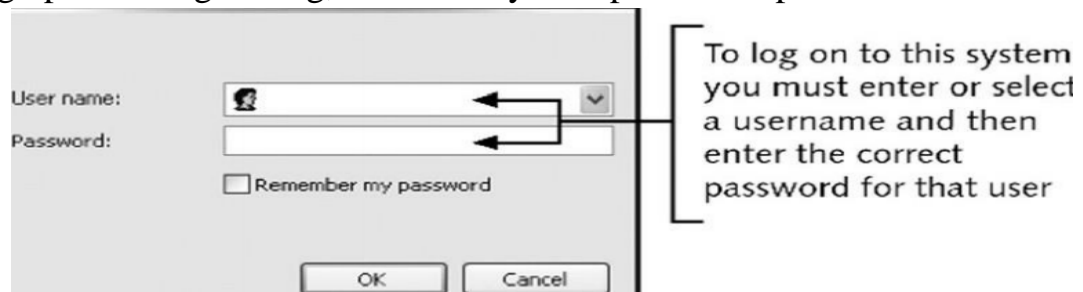 User name:
Password:
Remember my password
OK
Cancel
To log on to this system
you must enter or select
a username and then
enter the correct
password for that user